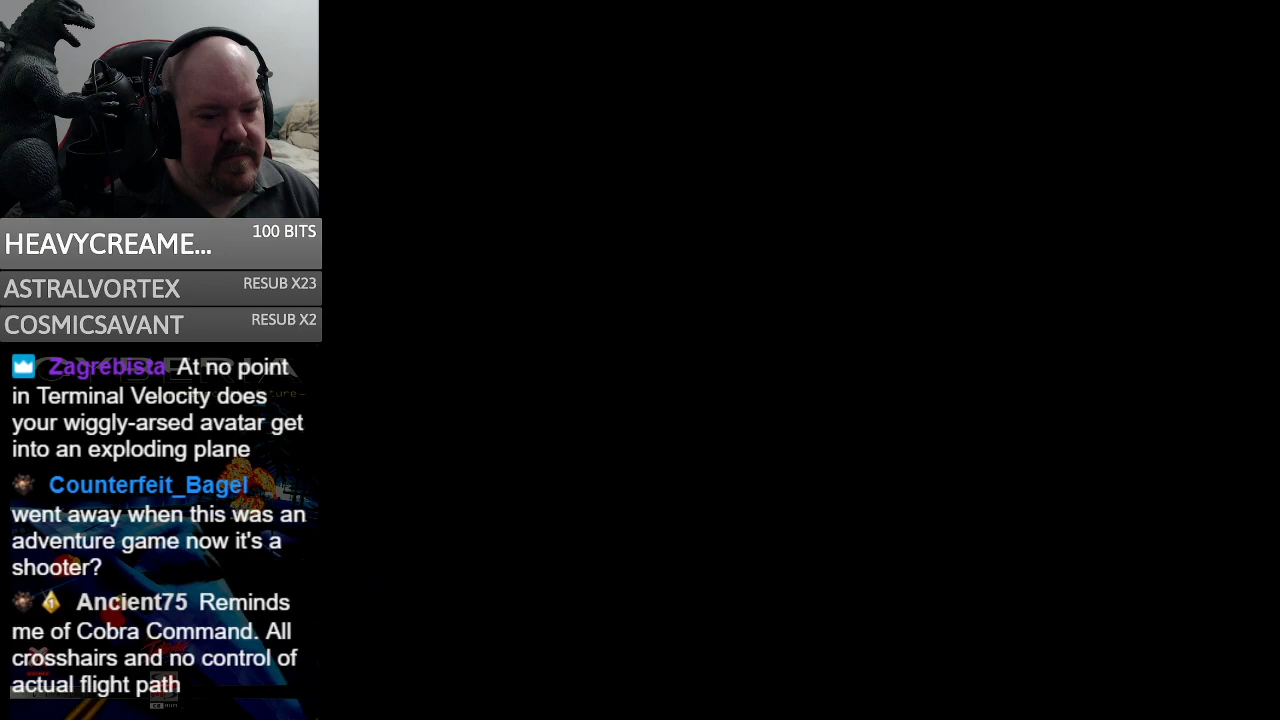 HEAVYCREAME...
100 BITS
ASTRALVORTEX
RESUB X23
COSMICSAVANT
RESUB X2
CYBERIA
Zagrebista At no point
in Terminal Velocity does
your wiggly-arsed avatar get
into an exploding plane
Counterfeit_Bagel
went away when this was an
adventure game now it's a
shooter?
Ancient75 Reminds
me of Cobra Command. All
crosshairs and no control of
actual flight path